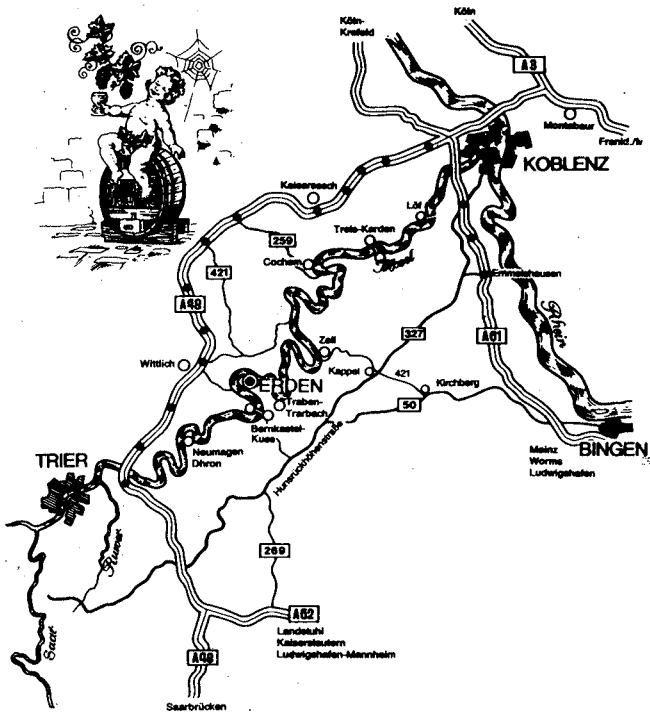 Köln-
Krefeld
Köln
A3
Montabaur
KOBLENZ
Kaisersesch
Löf
Treis-Karden
259
Cochem
Mosel
421
Emmelshausen
Rhein
A48
327
A61
Zell
Wittlich
Kappel
421
ERDEN
Kirchberg
Traben-
Trarbach
50
Bernkastel-
Kues
Hunsrückhöhenstraße
Neumagen
Dhron
BINGEN
Mainz
Worms
Ludwigshafen
TRIER
Ruwer
269
Saar
A62
Landstuhl
Kaiserslautern
Ludwigshafen-Mannheim
A48
Saarbrücken